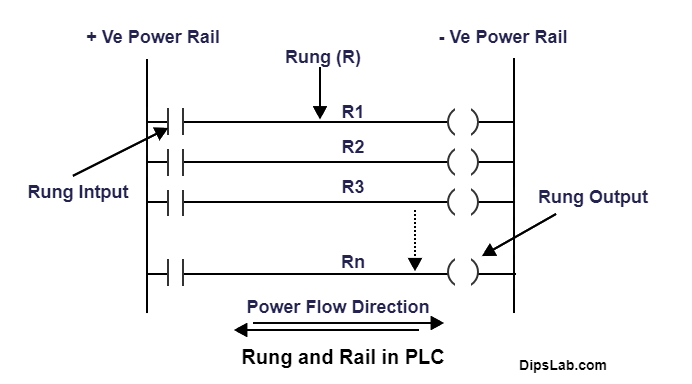 + Ve Power Rail
- Ve Power Rail
Rung (R)
R1
R2
Rung Intput
R3
Rung Output
Rn
Power Flow Direction
Rung and Rail in PLC
DipsLab.com